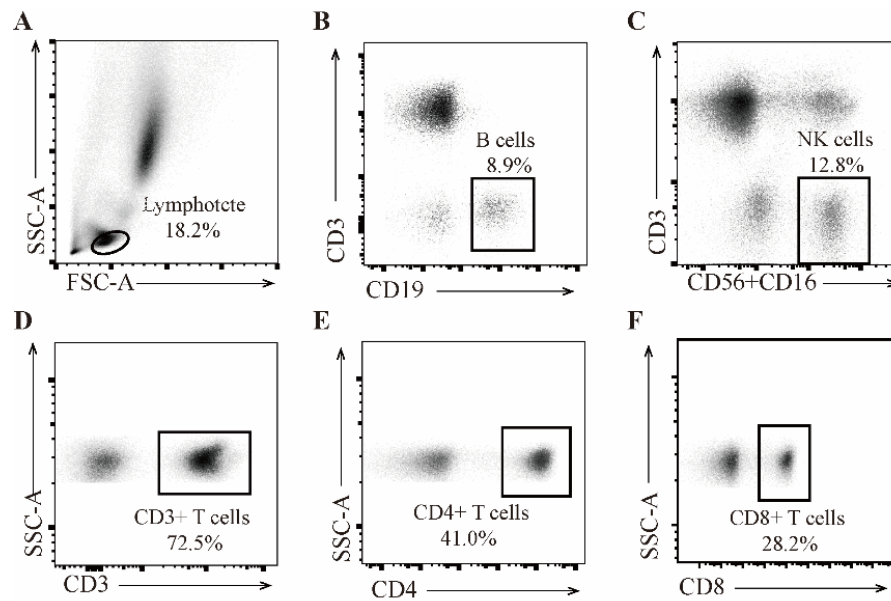 A
SSC-A
Lymphotcte
18.2%
FSC-A
B
CD3
B cells
8.9%
CD19
C
CD3
NK cells
12.8%
CD56+CD16
D
SSC-A
CD3+ T cells
72.5%
CD3
E
SSC-A
CD4+ T cells
41.0%
CD4
F
SSC-A
CD8+ T cells
28.2%
CD8